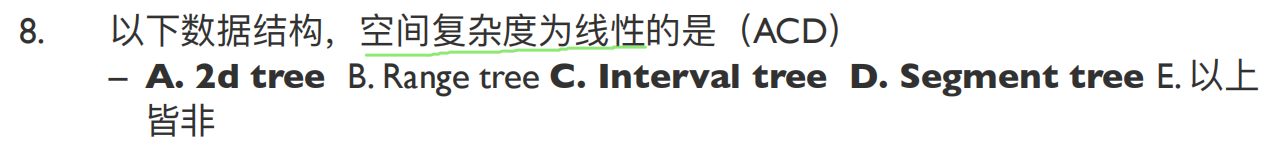 8. 以下数据结构，空间复杂度为线性的是（ACD）
– A. 2d tree B. Range tree C. Interval tree D. Segment tree E. 以上
皆非